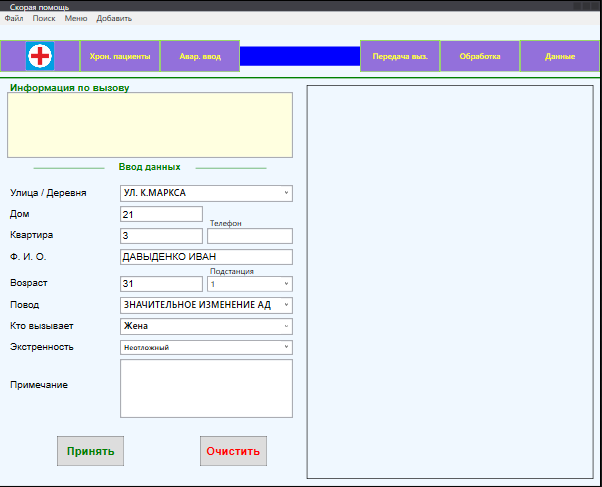 Скорая помощь
Файл Поиск Меню Добавить
Хрон. пациенты Авар. ввод Передача выз. Обработка Данные
Информация по вызову
Ввод данных
Улица / Деревня УЛ. К.МАРКСА
Дом 21
Телефон
Квартира 3
Ф. И. О. ДАВЫДЕНКО ИВАН
Подстанция
Возраст 31 1
Повод ЗНАЧИТЕЛЬНОЕ ИЗМЕНЕНИЕ АД
Кто вызывает Жена
Экстренность Неотложный
Примечание
Принять Очистить